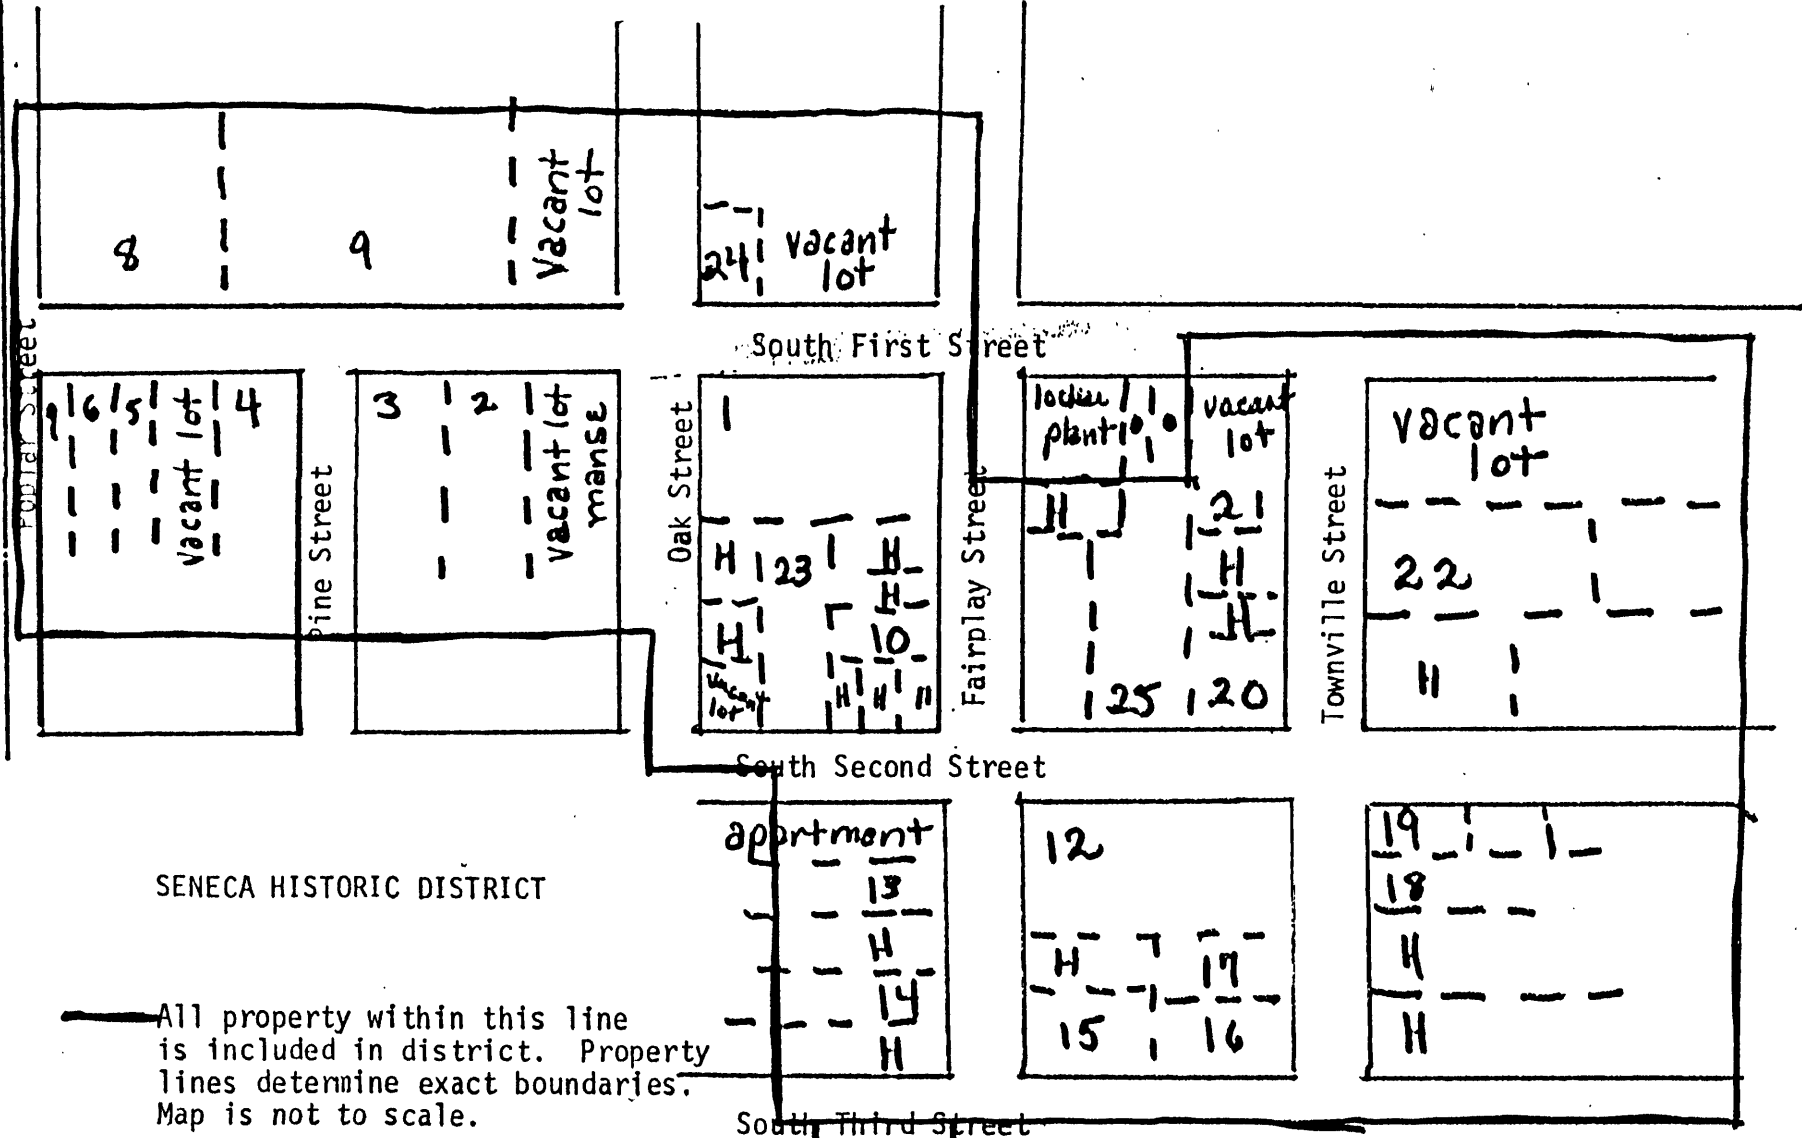 8
9
Vacant
lot
24
vacant
lot
South First Street
Poplar Street
6
5
vacant lot
4
3
2
vacant lot
manse
Pine Street
Oak Street
1
H
23
H
H
H
10
vacant
lot
H
H
11
Fairplay Street
plant
vacant
lot
H
21
H
H
25
20
Townville Street
vacant
lot
22
H
South Second Street
apartment
13
H
14
H
12
H
17
15
16
19
18
H
H
South Third Street
SENECA HISTORIC DISTRICT
All property within this line
is included in district. Property
lines determine exact boundaries.
Map is not to scale.